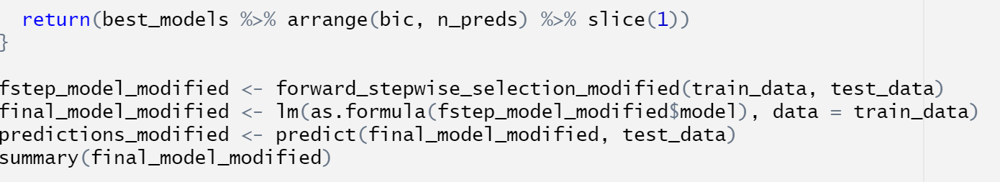 return(best_models %>% arrange(bic, n_preds) %>% slice(1))
}
fstep_model_modified <- forward_stepwise_selection_modified(train_data, test_data)
final_model_modified <- lm(as.formula(fstep_model_modified$model), data = train_data)
predictions_modified <- predict(final_model_modified, test_data)
summary(final_model_modified)